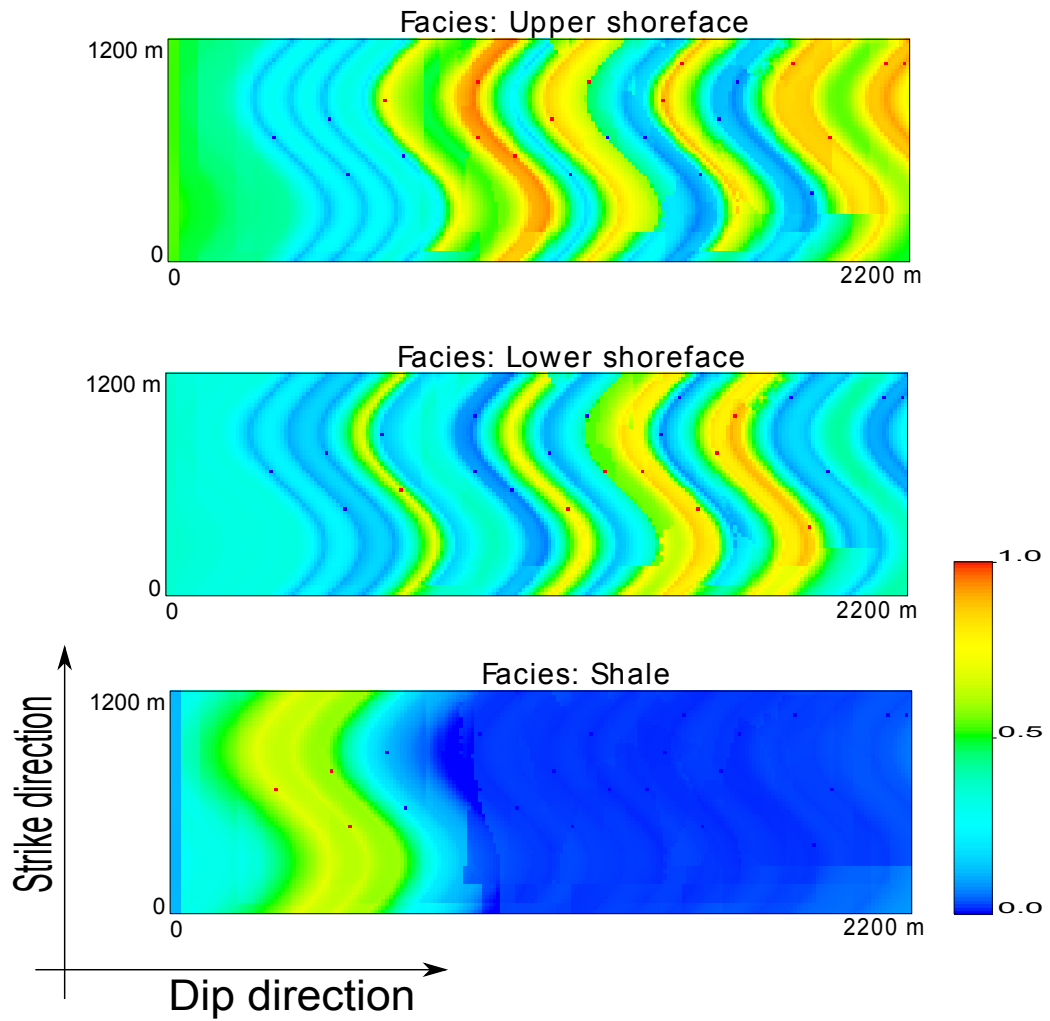 Facies: Upper shoreface
1200 m
0
0
2200 m
Facies: Lower shoreface
1200 m
0
0
2200 m
1.0
0.5
0.0
Facies: Shale
1200 m
0
0
2200 m
Strike direction
Dip direction